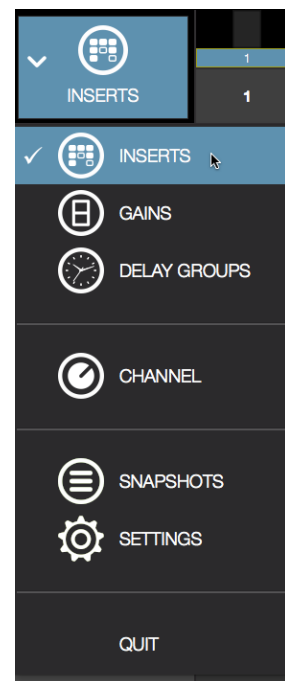 1
INSERTS
1
INSERTS
GAINS
DELAY GROUPS
CHANNEL
SNAPSHOTS
SETTINGS
QUIT